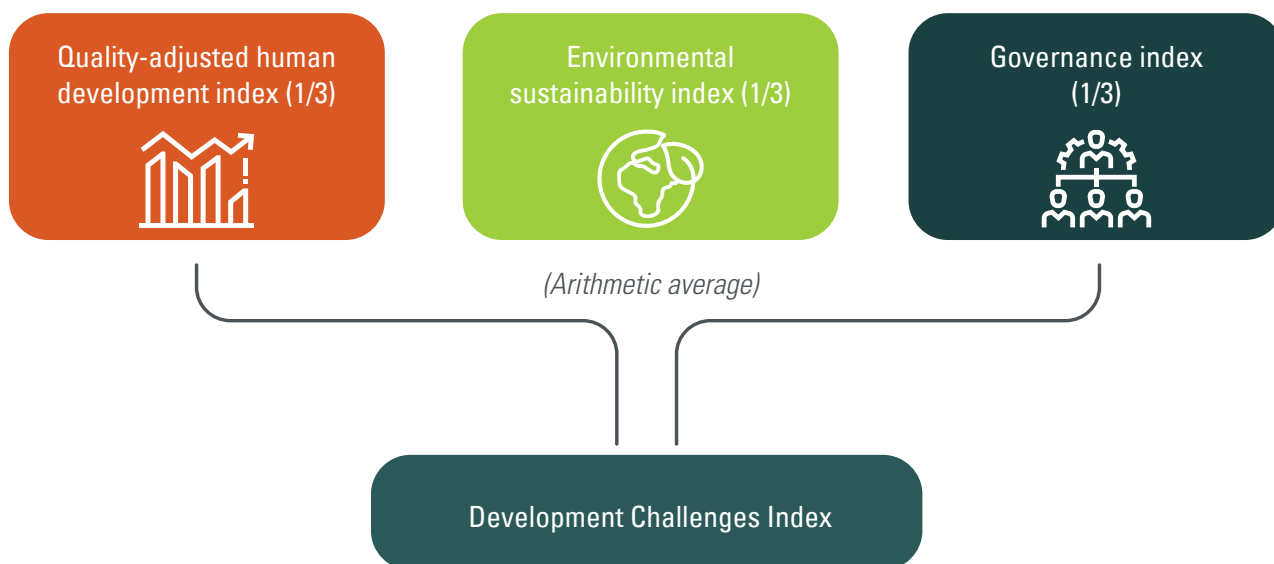 Quality-adjusted human
development index (1/3)
Environmental
sustainability index (1/3)
Governance index
(1/3)
(Arithmetic average)
Development Challenges Index